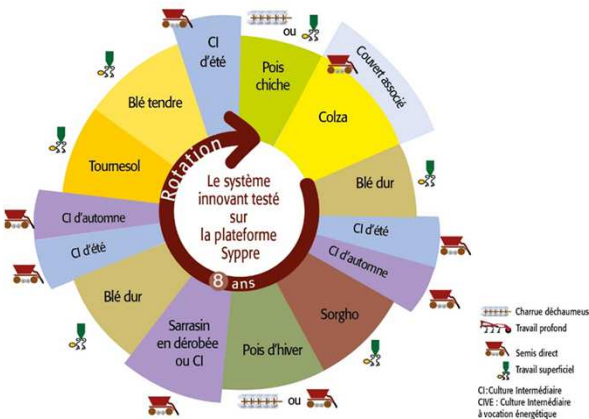 ou
CI
d'été
Pois
chiche
Couvert associé
Colza
Blé dur
CI d'été
CI d'automne
Sorgho
Pois d'hiver
ou
Sarrasin
en dérobée
ou CI
Blé dur
CI d'été
CI d'automne
Tournesol
Blé tendre
Rotation
Le système
innovant testé
sur
la plateforme
Syppre
8 ans
Charrue déchaumeus
Travail profond
Semis direct
Travail superficiel
CI:Culture Intermédiaire
CIVE : Culture Intermédiaire
à vocation énergétique